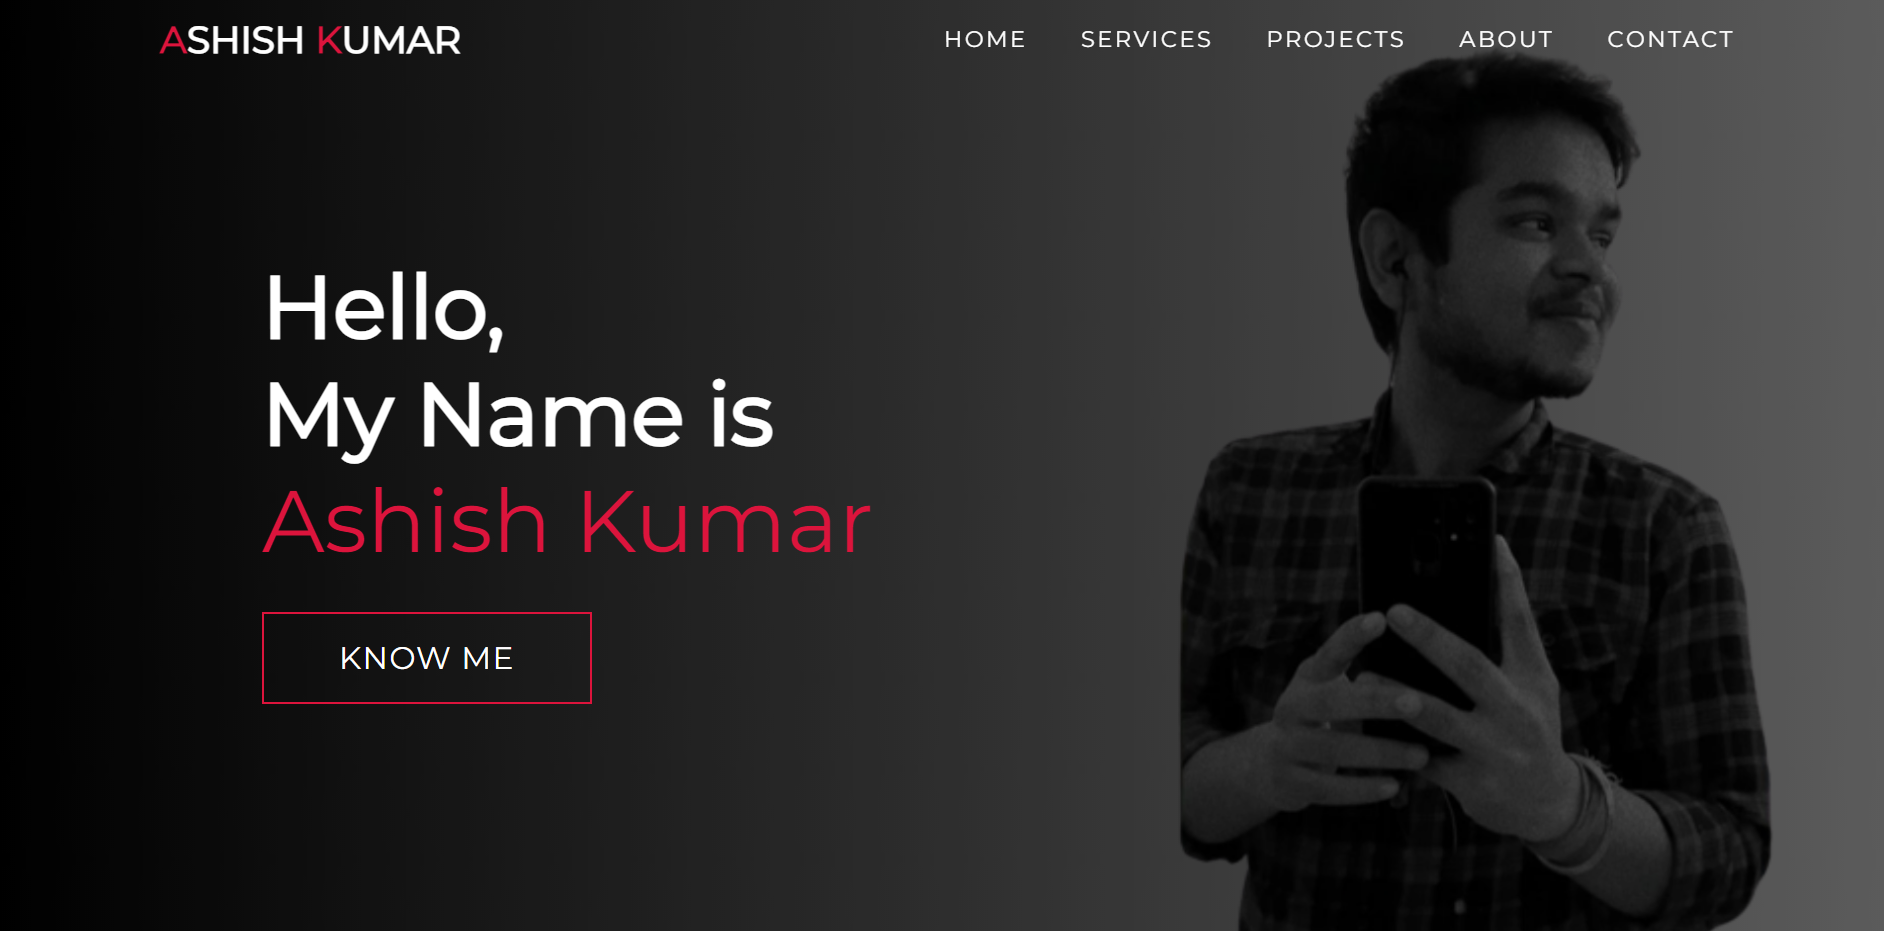 ASHISH KUMAR
HOME SERVICES PROJECTS ABOUT CONTACT
Hello,
My Name is
Ashish Kumar
KNOW ME